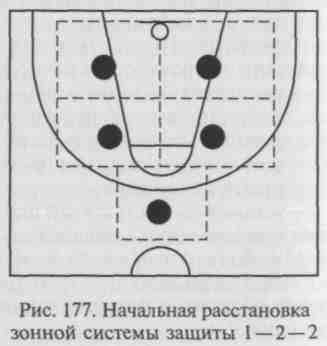 Рис. 177. Начальная расстановка
зонной системы защиты 1—2—2